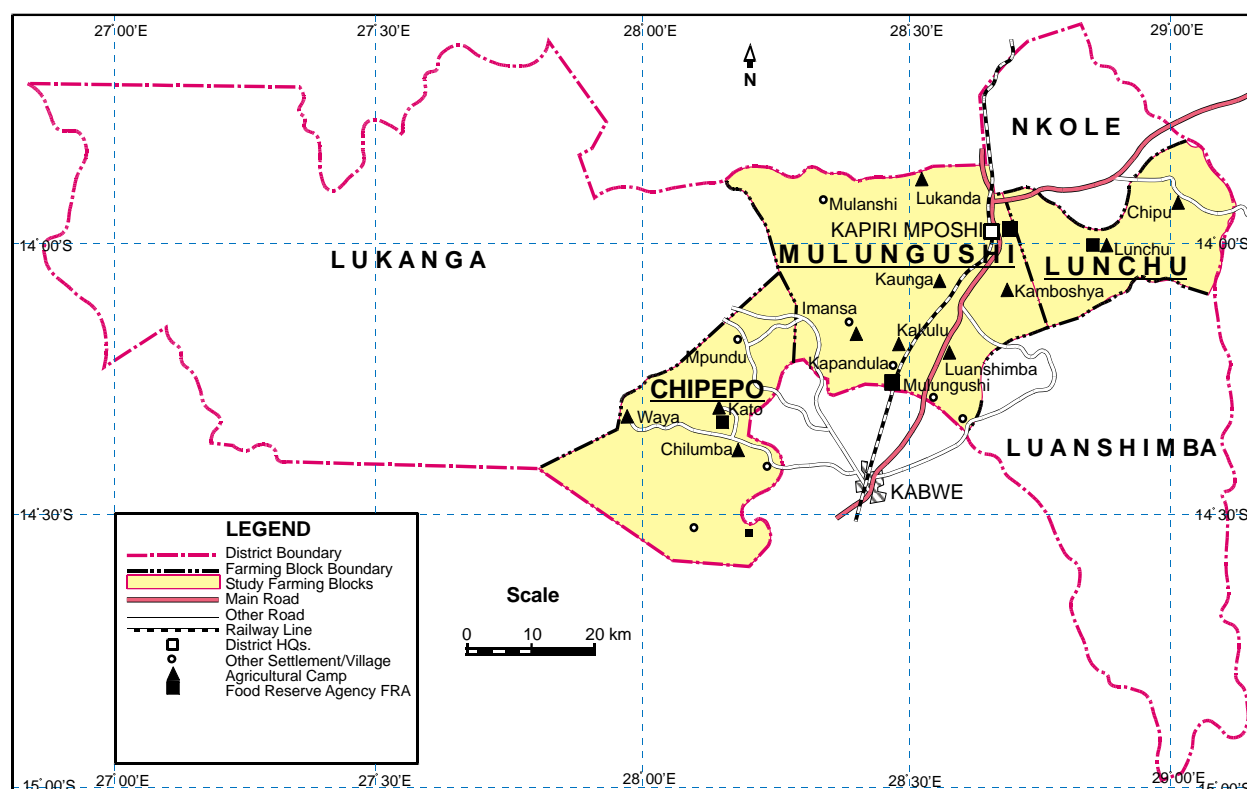 27°00'E 27°30'E 28°00'E 28°30'E 29°00'E
N
NKOLE
Lukanda
Mulanshi
Chipu
KAPIRI MPOSHI
14°00'S 14°00'S
LUKANGA
MULUNGUSHI
LUNCHU
Lunchu
Kaunga
Kamboshya
Imansa
Kakulu
Mpundu
Kapandula
Luanshimba
CHIPEPO
Mulungushi
Kato
Waya
LUANSHIMBA
Chilumba
KABWE
14°30'S 14°30'S
LEGEND
District Boundary
Farming Block Boundary
Study Farming Blocks
Main Road
Other Road
Railway Line
District HQs.
Other Settlement/Village
Agricultural Camp
Food Reserve Agency FRA
Scale
0 10 20 km
15°00'S 15°00'S
27°00'E 27°30'E 28°00'E 28°30'E 29°00'E